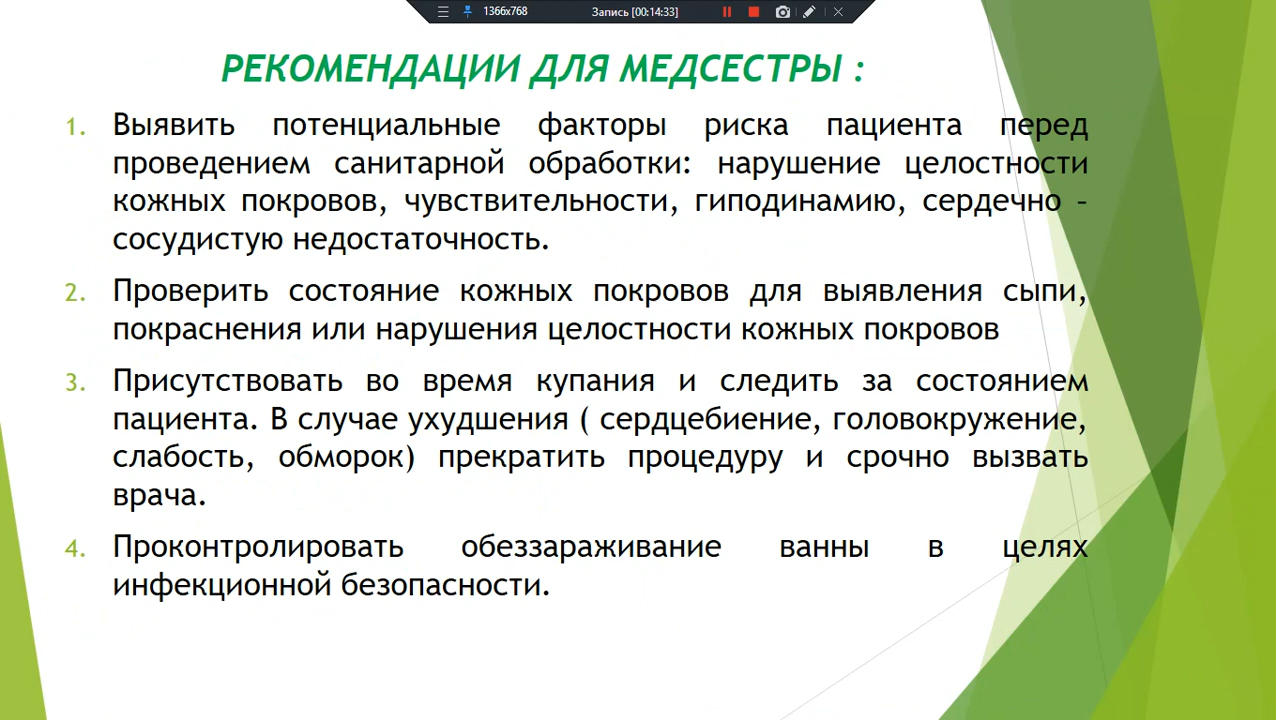 1366x768 Запись [00:14:33]
РЕКОМЕНДАЦИИ ДЛЯ МЕДСЕСТРЫ :
1. Выявить потенциальные факторы риска пациента перед
проведением санитарной обработки: нарушение целостности
кожных покровов, чувствительности, гиподинамию, сердечно –
сосудистую недостаточность.
2. Проверить состояние кожных покровов для выявления сыпи,
покраснения или нарушения целостности кожных покровов
3. Присутствовать во время купания и следить за состоянием
пациента. В случае ухудшения ( сердцебиение, головокружение,
слабость, обморок) прекратить процедуру и срочно вызвать
врача.
4. Проконтролировать обеззараживание ванны в целях
инфекционной безопасности.